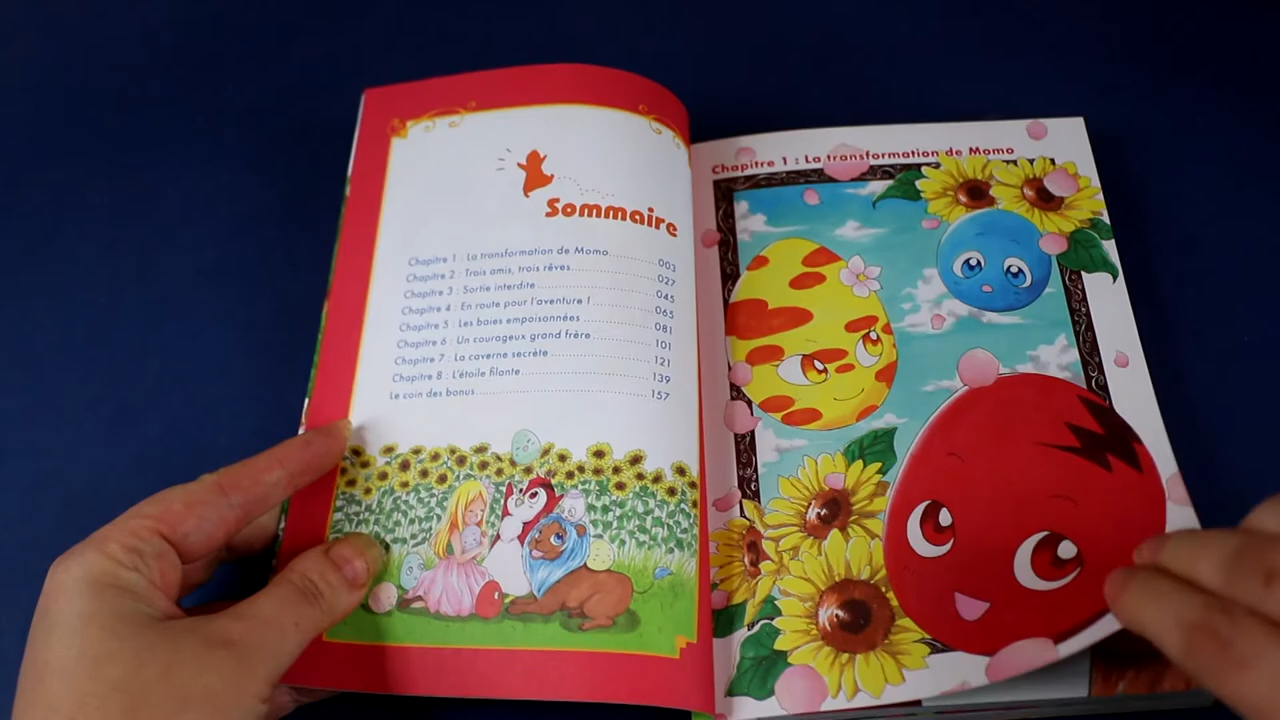 Sommaire
Chapitre 1 : La transformation de Momo..........003
Chapitre 2 : Trois amis, trois rêves..........027
Chapitre 3 : Sortie interdite..........045
Chapitre 4 : En route pour l'aventure !..........065
Chapitre 5 : Les baies empoisonnées..........081
Chapitre 6 : Un courageux grand frère..........101
Chapitre 7 : La caverne secrète..........121
Chapitre 8 : L'étoile filante..........139
Le coin des bonus..........157
Chapitre 1 : La transformation de Momo